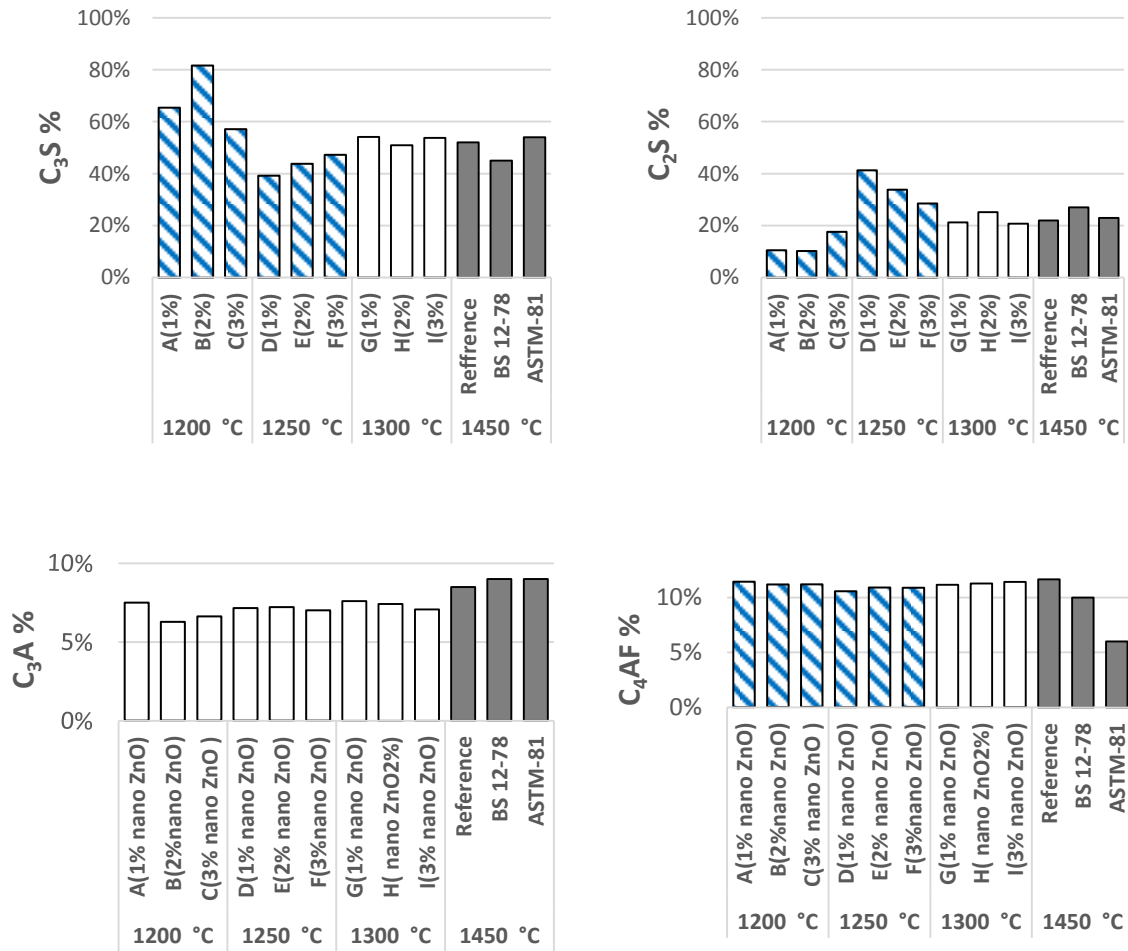 C₃S %
100%
80%
60%
40%
20%
0%
A(1%)
B(2%)
C(3%)
D(1%)
E(2%)
F(3%)
G(1%)
H(2%)
I(3%)
Reffrence
BS 12-78
ASTM-81
1200 °C
1250 °C
1300 °C
1450 °C
C₂S %
100%
80%
60%
40%
20%
0%
A(1%)
B(2%)
C(3%)
D(1%)
E(2%)
F(3%)
G(1%)
H(2%)
I(3%)
Reffrence
BS 12-78
ASTM-81
1200 °C
1250 °C
1300 °C
1450 °C
C₃A %
10%
5%
0%
A(1% nano ZnO)
B(2%nano ZnO)
C(3% nano ZnO )
D(1% nano ZnO)
E(2% nano ZnO)
F(3%nano ZnO)
G(1% nano ZnO)
H( nano ZnO2%)
I(3% nano ZnO)
Reference
BS 12-78
ASTM-81
1200 °C
1250 °C
1300 °C
1450 °C
C₄AF %
10%
5%
0%
A(1% nano ZnO)
B(2%nano ZnO)
C(3% nano ZnO )
D(1% nano ZnO)
E(2% nano ZnO)
F(3%nano ZnO)
G(1% nano ZnO)
H( nano ZnO2%)
I(3% nano ZnO)
Reference
BS 12-78
ASTM-81
1200 °C
1250 °C
1300 °C
1450 °C